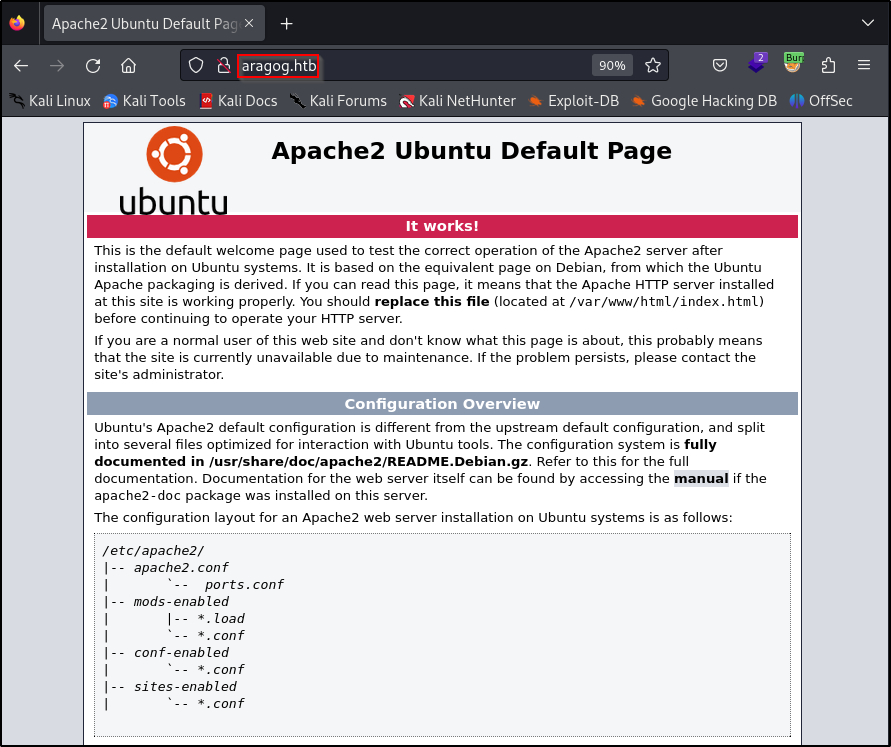 Apache2 Ubuntu Default Pag
aragog.htb
90%
2
Burr
Kali Linux
Kali Tools
Kali Docs
Kali Forums
Kali NetHunter
Exploit-DB
Google Hacking DB
OffSec
ubuntu
Apache2 Ubuntu Default Page
It works!
This is the default welcome page used to test the correct operation of the Apache2 server after
installation on Ubuntu systems. It is based on the equivalent page on Debian, from which the Ubuntu
Apache packaging is derived. If you can read this page, it means that the Apache HTTP server installed
at this site is working properly. You should replace this file (located at /var/www/html/index.html)
before continuing to operate your HTTP server.
If you are a normal user of this web site and don't know what this page is about, this probably means
that the site is currently unavailable due to maintenance. If the problem persists, please contact the
site's administrator.
Configuration Overview
Ubuntu's Apache2 default configuration is different from the upstream default configuration, and split
into several files optimized for interaction with Ubuntu tools. The configuration system is fully
documented in /usr/share/doc/apache2/README.Debian.gz. Refer to this for the full
documentation. Documentation for the web server itself can be found by accessing the manual if the
apache2-doc package was installed on this server.
The configuration layout for an Apache2 web server installation on Ubuntu systems is as follows:
/etc/apache2/
|-- apache2.conf
|       `--  ports.conf
|-- mods-enabled
|       |-- *.load
|       `-- *.conf
|-- conf-enabled
|       `-- *.conf
|-- sites-enabled
|       `-- *.conf